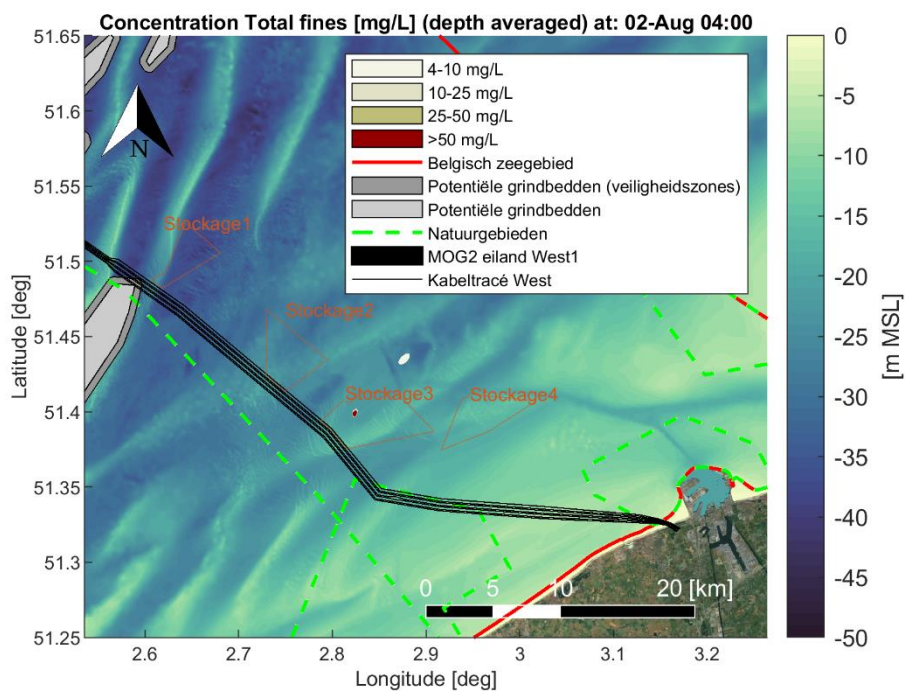 Concentration Total fines [mg/L] (depth averaged) at: 02-Aug 04:00
51.65
51.6
51.55
51.5
51.45
51.4
51.35
51.3
51.25
Latitude [deg]
N
4-10 mg/L
10-25 mg/L
25-50 mg/L
>50 mg/L
Belgisch zeegebied
Potentiële grindbedden (veiligheidszones)
Potentiële grindbedden
Natuurgebieden
MOG2 eiland West1
Kabeltracé West
Stockage1
Stockage2
Stockage3
Stockage4
0 5 10 20 [km]
2.6 2.7 2.8 2.9 3 3.1 3.2
Longitude [deg]
0
-5
-10
-15
-20
-25
-30
-35
-40
-45
-50
[m MSL]